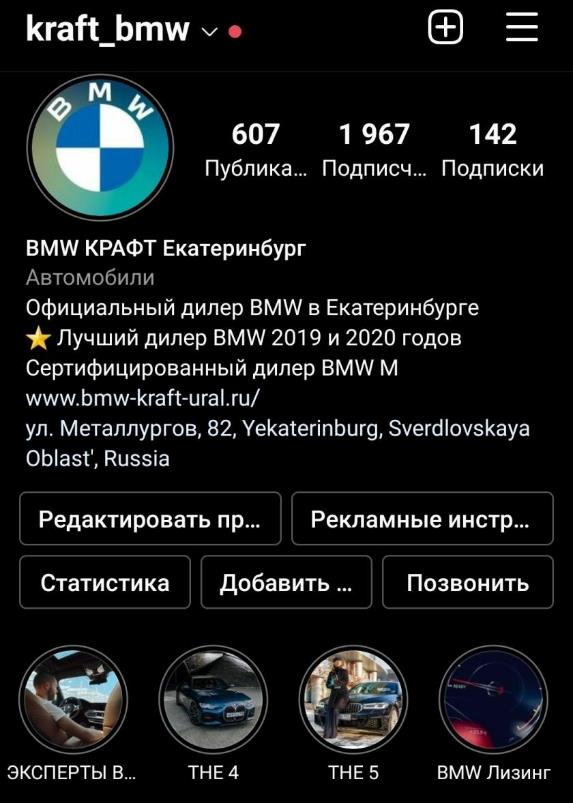 kraft_bmw
BMW
607
1 967
142
Публика...
Подписч...
Подписки
BMW КРАФТ Екатеринбург
Автомобили
Официальный дилер BMW в Екатеринбурге
⭐ Лучший дилер BMW 2019 и 2020 годов
Сертифицированный дилер BMW M
www.bmw-kraft-ural.ru/
ул. Металлургов, 82, Yekaterinburg, Sverdlovskaya
Oblast', Russia
Редактировать пр...
Рекламные инстр...
Статистика
Добавить ...
Позвонить
READY
ЭКСПЕРТЫ В...
THE 4
THE 5
BMW Лизинг